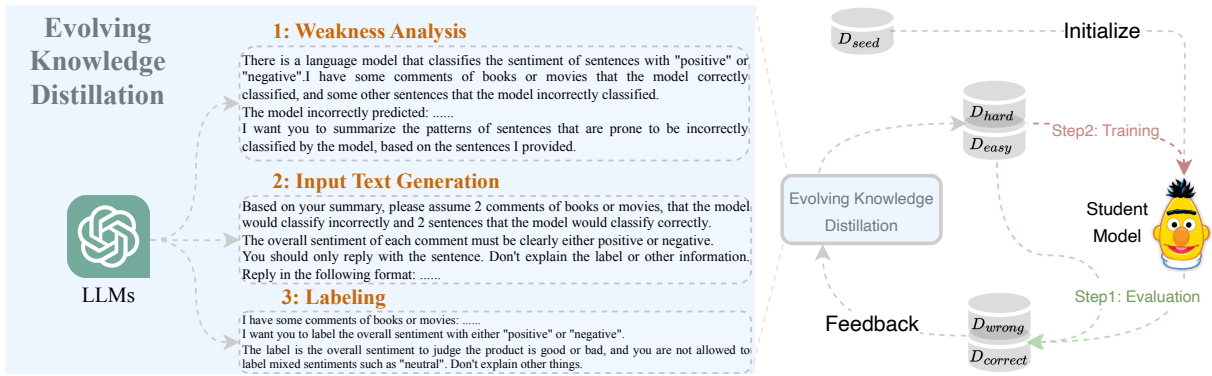 Evolving
Knowledge
Distillation
1: Weakness Analysis
There is a language model that classifies the sentiment of sentences with "positive" or
"negative".I have some comments of books or movies that the model correctly
classified, and some other sentences that the model incorrectly classified.
The model incorrectly predicted: ......
I want you to summarize the patterns of sentences that are prone to be incorrectly
classified by the model, based on the sentences I provided.
2: Input Text Generation
Based on your summary, please assume 2 comments of books or movies, that the model
would classify incorrectly and 2 sentences that the model would classify correctly.
The overall sentiment of each comment must be clearly either positive or negative.
You should only reply with the sentence. Don't explain the label or other information.
Reply in the following format: ......
3: Labeling
I have some comments of books or movies: ......
I want you to label the overall sentiment with either "positive" or "negative".
The label is the overall sentiment to judge the product is good or bad, and you are not allowed to
label mixed sentiments such as "neutral". Don't explain other things.
LLMs
D_seed
Initialize
D_hard
D_easy
Step2: Training
Evolving Knowledge
Distillation
Student
Model
Step1: Evaluation
Feedback
D_wrong
D_correct